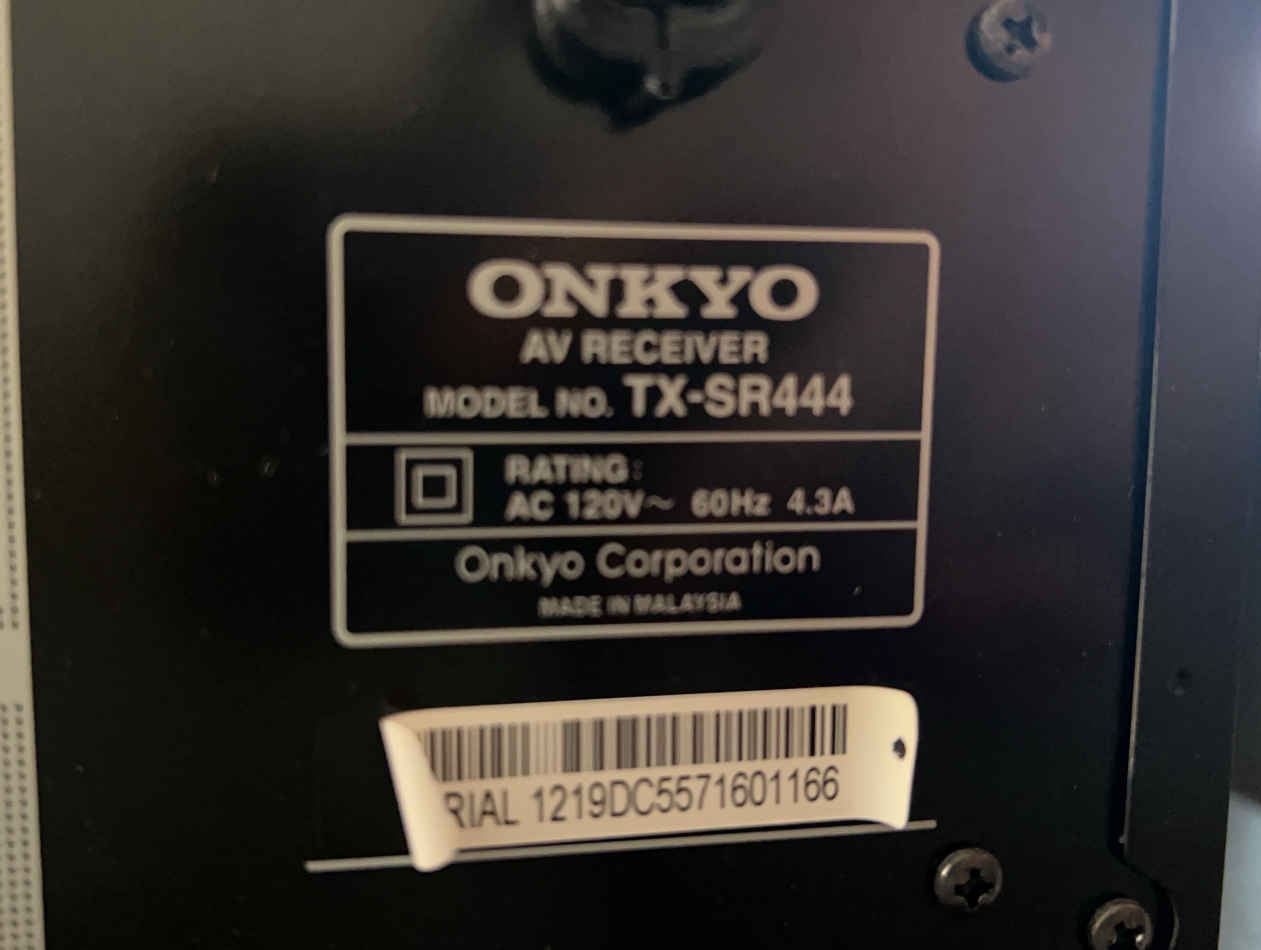 ONKYO
AV RECEIVER
MODEL NO. TX-SR444
RATING:
AC 120V~ 60Hz 4.3A
Onkyo Corporation
MADE IN MALAYSIA
RIAL 1219DC5571601166